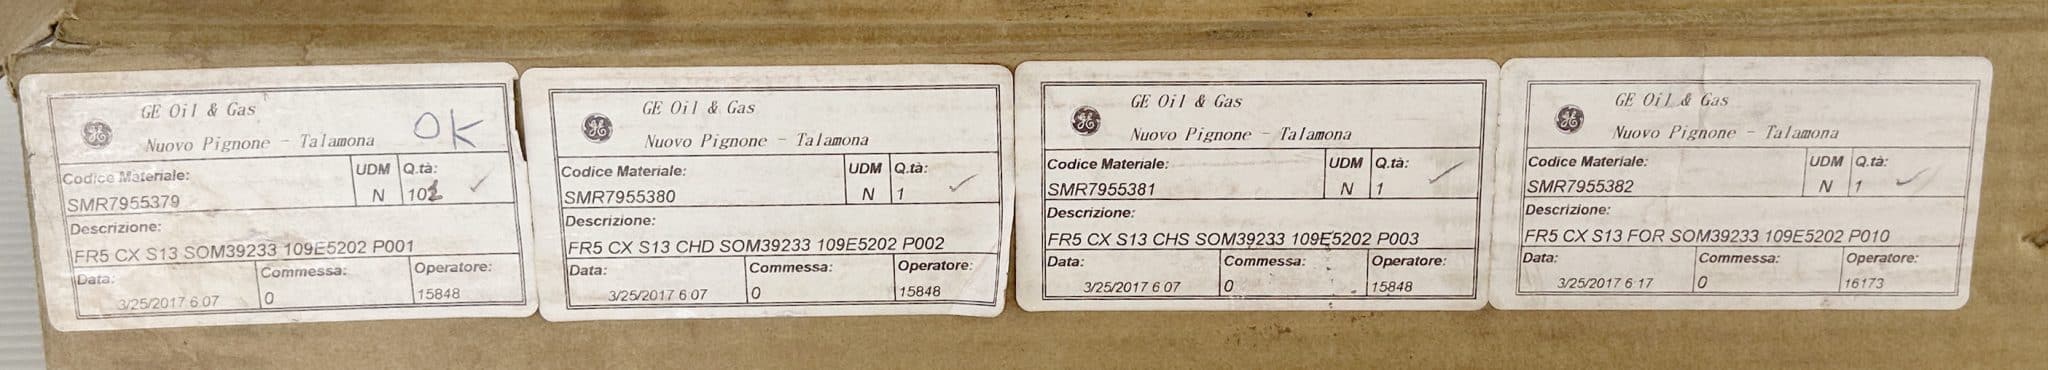 GE Oil & Gas
Nuovo Pignone - Talamona
OK
Codice Materiale: UDM Q.tà:
SMR7955379 N
Descrizione:
FR5 CX S13 SOM39233 109E5202 P001
Data: Commessa: Operatore:
3/25/2017 6:07 0 15848
GE Oil & Gas
Nuovo Pignone - Talamona
Codice Materiale: UDM Q.tà:
SMR7955380 N 1
Descrizione:
FR5 CX S13 CHD SOM39233 109E5202 P002
Data: Commessa: Operatore:
3/25/2017 6:07 0 15848
GE Oil & Gas
Nuovo Pignone - Talamona
Codice Materiale: UDM Q.tà:
SMR7955381 N 1
Descrizione:
FR5 CX S13 CHS SOM39233 109E5202 P003
Data: Commessa: Operatore:
3/25/2017 6:07 0 15848
GE Oil & Gas
Nuovo Pignone - Talamona
Codice Materiale: UDM Q.tà:
SMR7955382 N 1
Descrizione:
FR5 CX S13 FOR SOM39233 109E5202 P010
Data: Commessa: Operatore:
3/25/2017 6:17 0 16173